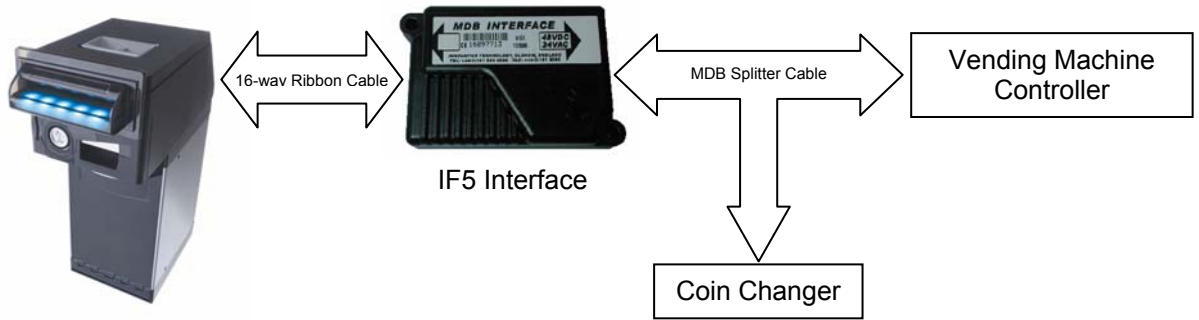 MDB INTERFACE
48VDC
24VAC
16-wav Ribbon Cable
MDB Splitter Cable
Vending Machine
Controller
IF5 Interface
Coin Changer